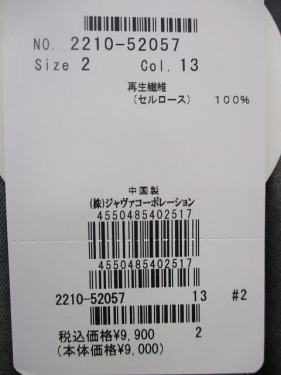 NO. 2210-52057
Size 2 Col. 13
再生繊維
(セルロース) 100%
中国製
(株)ジャヴァコーポレーション
4550485402517
4550485402517
2210-52057 13 #2
税込価格¥9,900 2
(本体価格¥9,000)